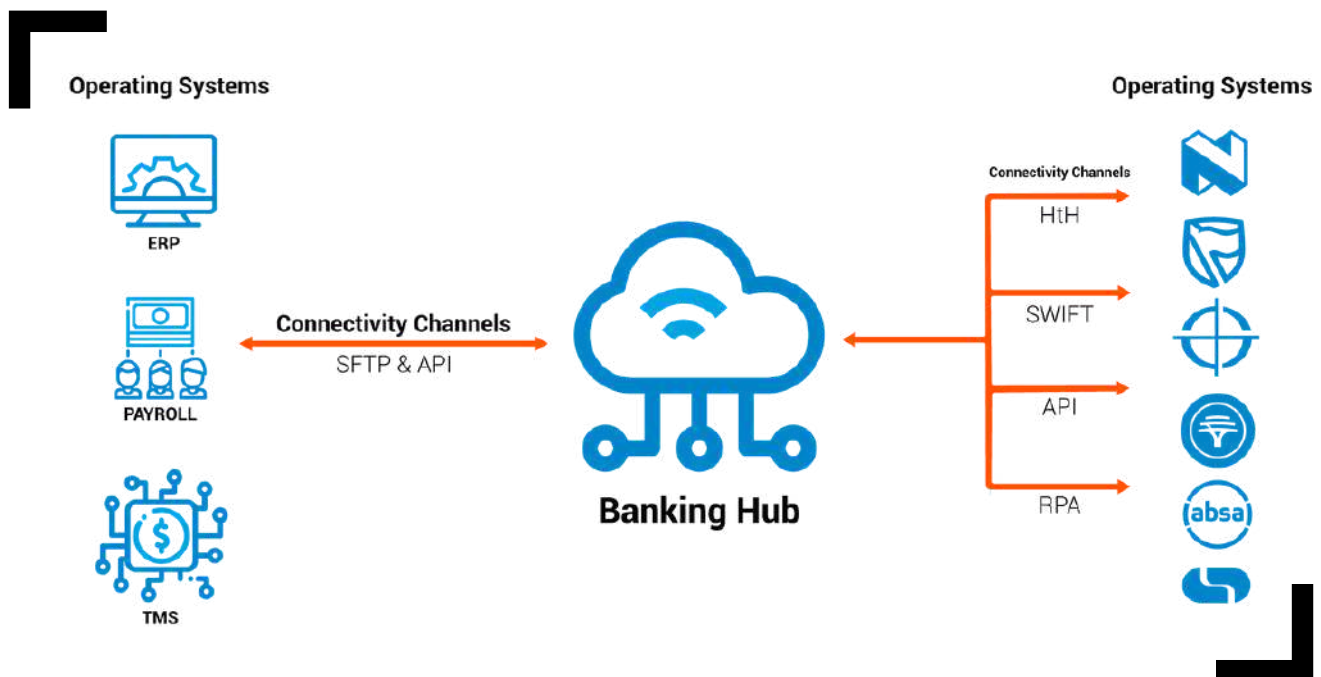 Operating Systems
ERP
PAYROLL
TMS
Connectivity Channels
SFTP & API
Banking Hub
Operating Systems
Connectivity Channels
HtH
SWIFT
API
RPA
absa